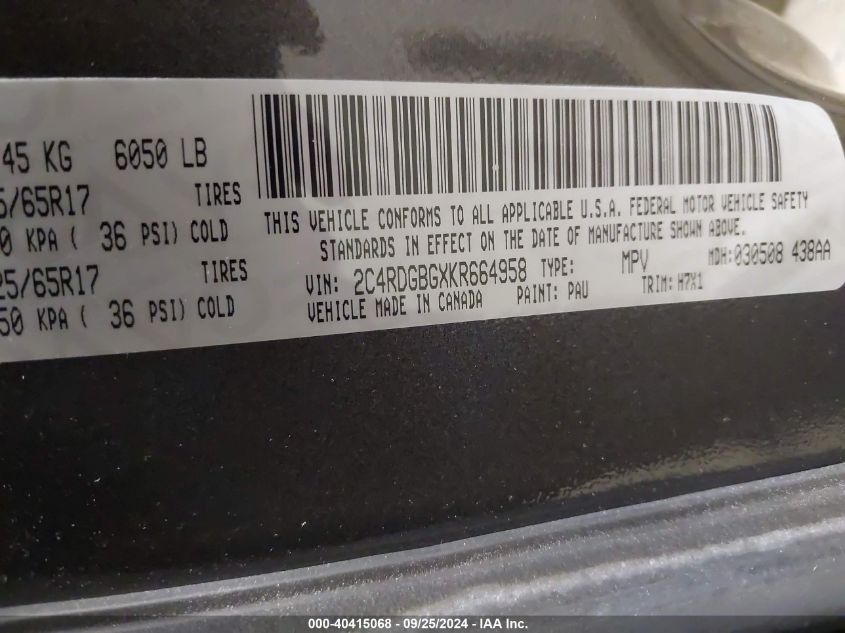 45 KG 6050 LB
5/65R17 TIRES
0 KPA ( 36 PSI) COLD
25/65R17 TIRES
50 KPA ( 36 PSI) COLD
THIS VEHICLE CONFORMS TO ALL APPLICABLE U.S.A. FEDERAL MOTOR VEHICLE SAFETY
STANDARDS IN EFFECT ON THE DATE OF MANUFACTURE SHOWN ABOVE.
VIN: 2C4RDGBGXKR664958 TYPE: MPV MDH:030508 438AA
VEHICLE MADE IN CANADA PAINT: PAU TRIM: H7X1
000-40415068 - 09/25/2024 - IAA Inc.